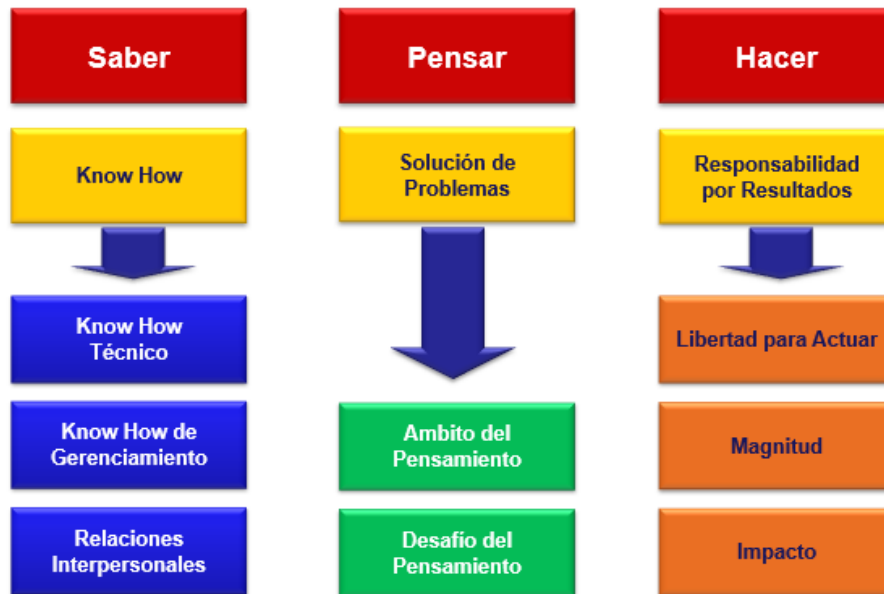 Saber
Pensar
Hacer
Know How
Solución de
Problemas
Responsabilidad
por Resultados
Know How
Técnico
Know How de
Gerenciamiento
Relaciones
Interpersonales
Ambito del
Pensamiento
Desafío del
Pensamiento
Libertad para Actuar
Magnitud
Impacto